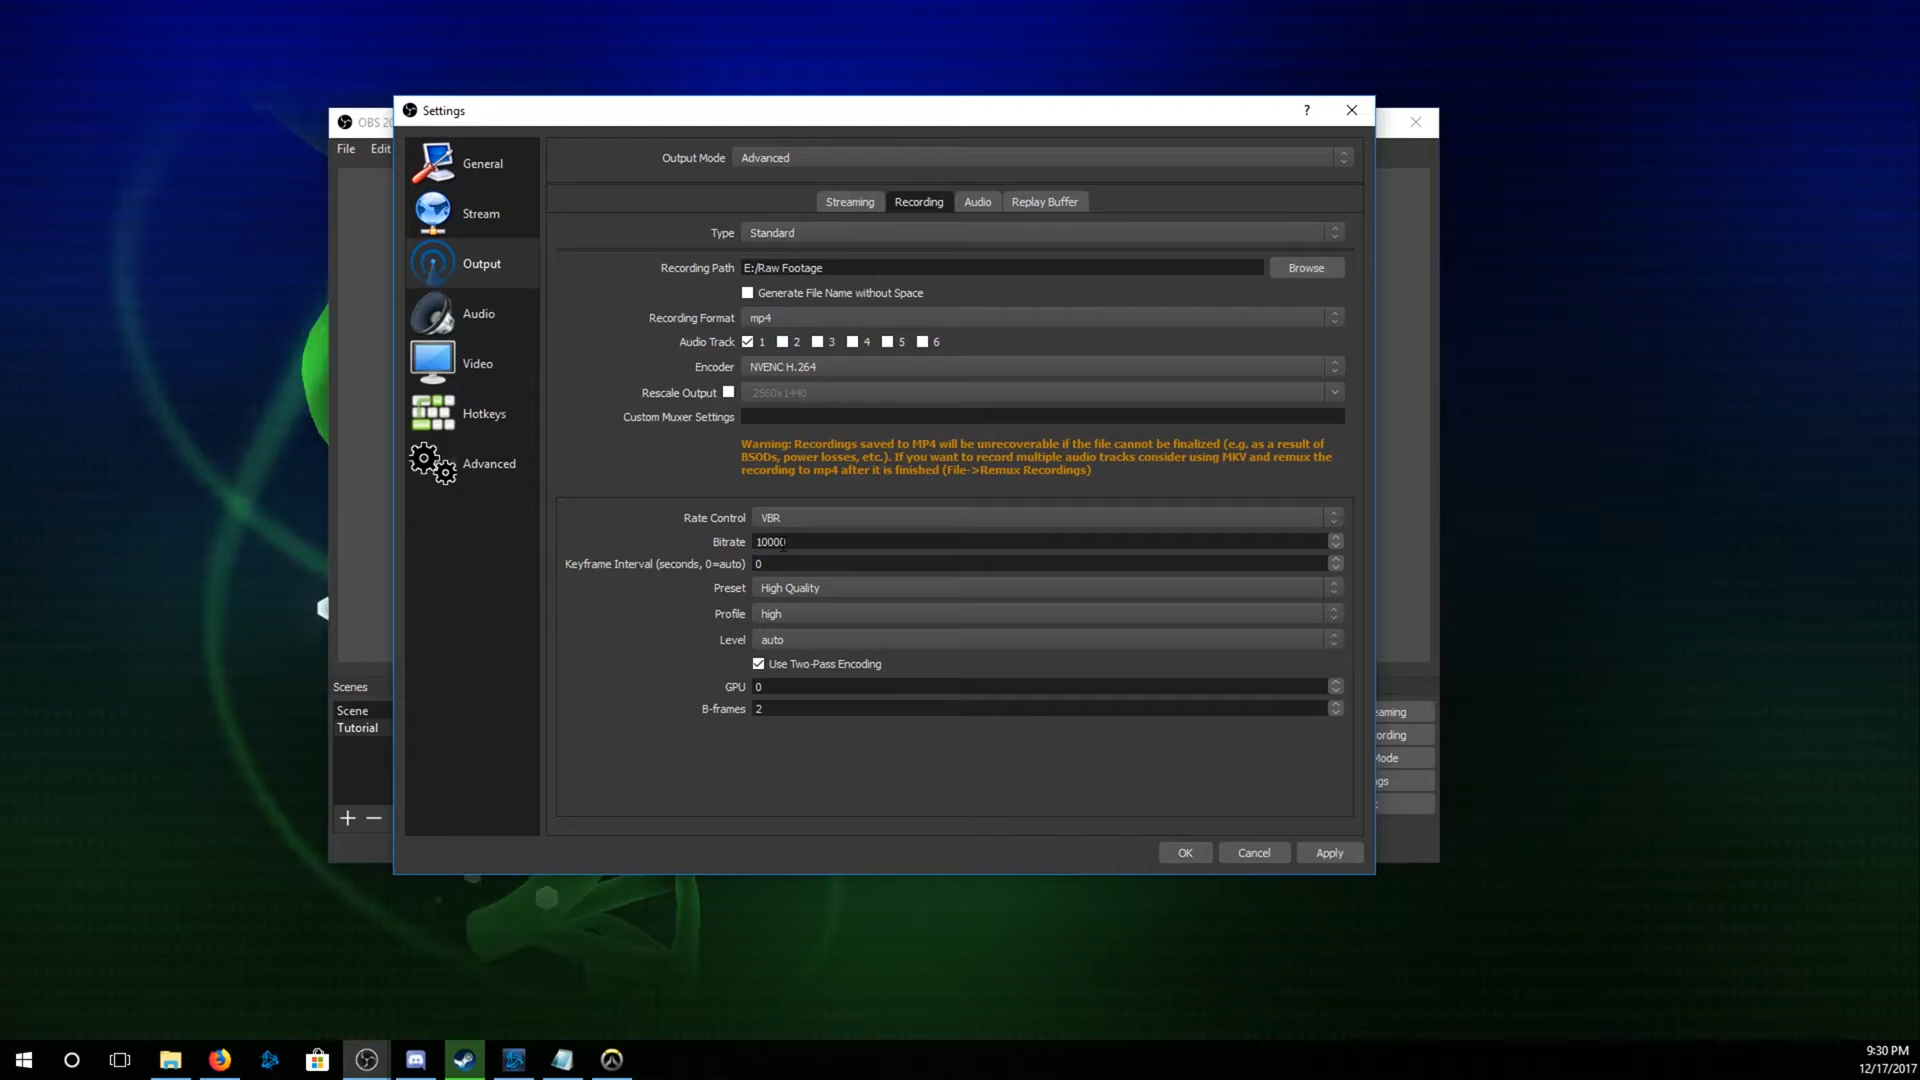 Settings
?
OBS 20
File Edit
General
Stream
Output
Audio
Video
Hotkeys
Advanced
Output Mode Advanced
Streaming Recording Audio Replay Buffer
Type Standard
Recording Path E:/Raw Footage Browse
Generate File Name without Space
Recording Format mp4
Audio Track 1 2 3 4 5 6
Encoder NVENC H.264
Rescale Output 2560x1440
Custom Muxer Settings
Warning: Recordings saved to MP4 will be unrecoverable if the file cannot be finalized (e.g. as a result of
BSODs, power losses, etc.). If you want to record multiple audio tracks consider using MKV and remux the
recording to mp4 after it is finished (File->Remux Recordings)
Rate Control VBR
Bitrate 10000
Keyframe Interval (seconds, 0=auto) 0
Preset High Quality
Profile high
Level auto
Use Two-Pass Encoding
GPU 0
B-frames 2
Scenes
Scene
Tutorial
eaming
ording
Mode
gs
OK Cancel Apply
9:30 PM
12/17/2017